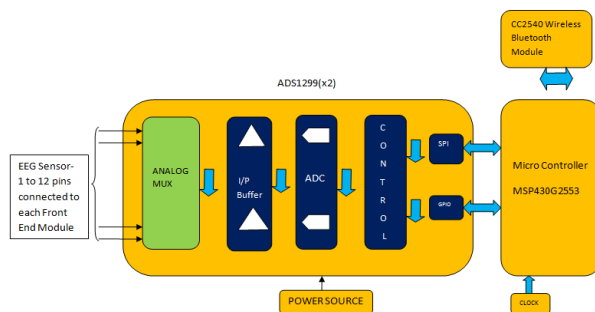 CC2540 Wireless
Bluetooth
Module
ADS1299(x2)
EEG Sensor-
1 to 12 pins
connected to
each Front
End Module
ANALOG
MUX
I/P
Buffer
ADC
C
O
N
T
R
O
L
SPI
GPIO
Micro Controller
MSP430G2553
POWER SOURCE
CLOCK